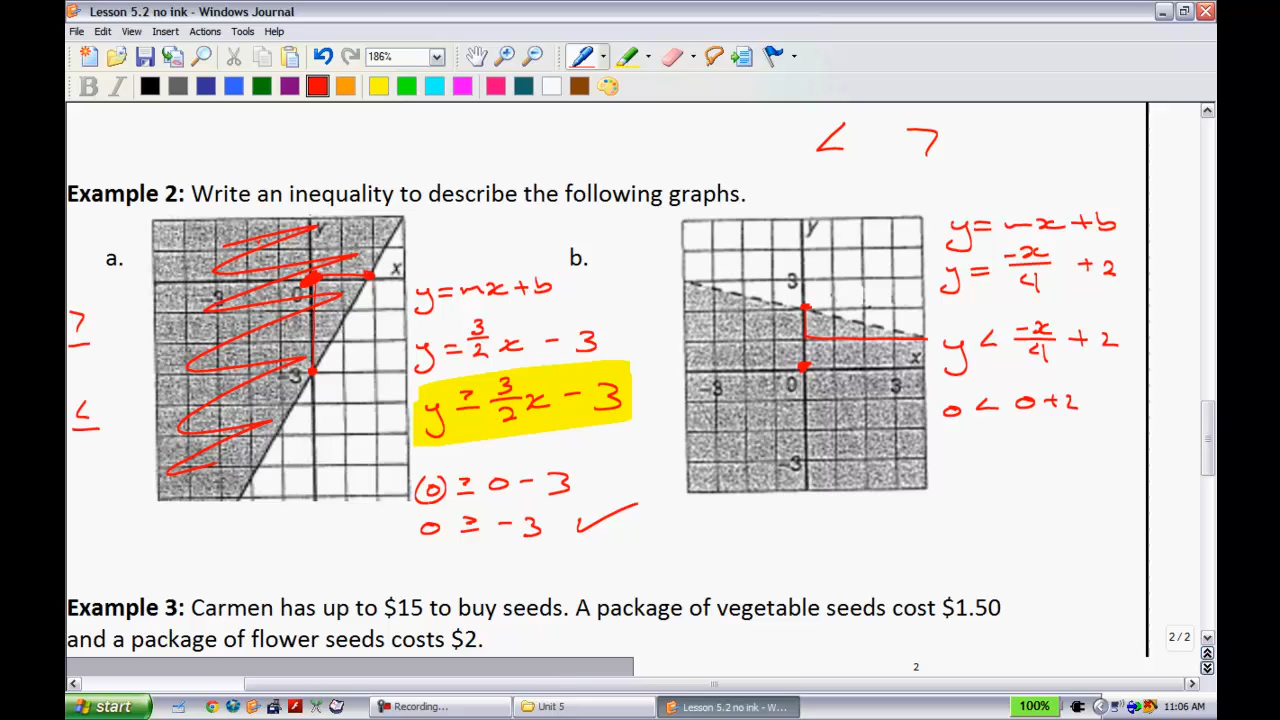 Lesson 5.2 no ink - Windows Journal
File Edit View Insert Actions Tools Help
186%
B I
< >
Example 2: Write an inequality to describe the following graphs.
a.
y
x
-3
0
-3
≥
≤
y=mx+b
y=3/2x - 3
y ≥ 3/2x - 3
(0) ≥ 0 - 3
0 ≥ -3 ✓
b.
y
3
x
-3
0
3
-3
y=mx+b
y= -x/4 +2
y < -x/4 + 2
0 < 0+2
Example 3: Carmen has up to $15 to buy seeds. A package of vegetable seeds cost $1.50
and a package of flower seeds costs $2.
2
2/2
start
Recording...
Unit 5
Lesson 5.2 no ink - W...
100%
11:06 AM